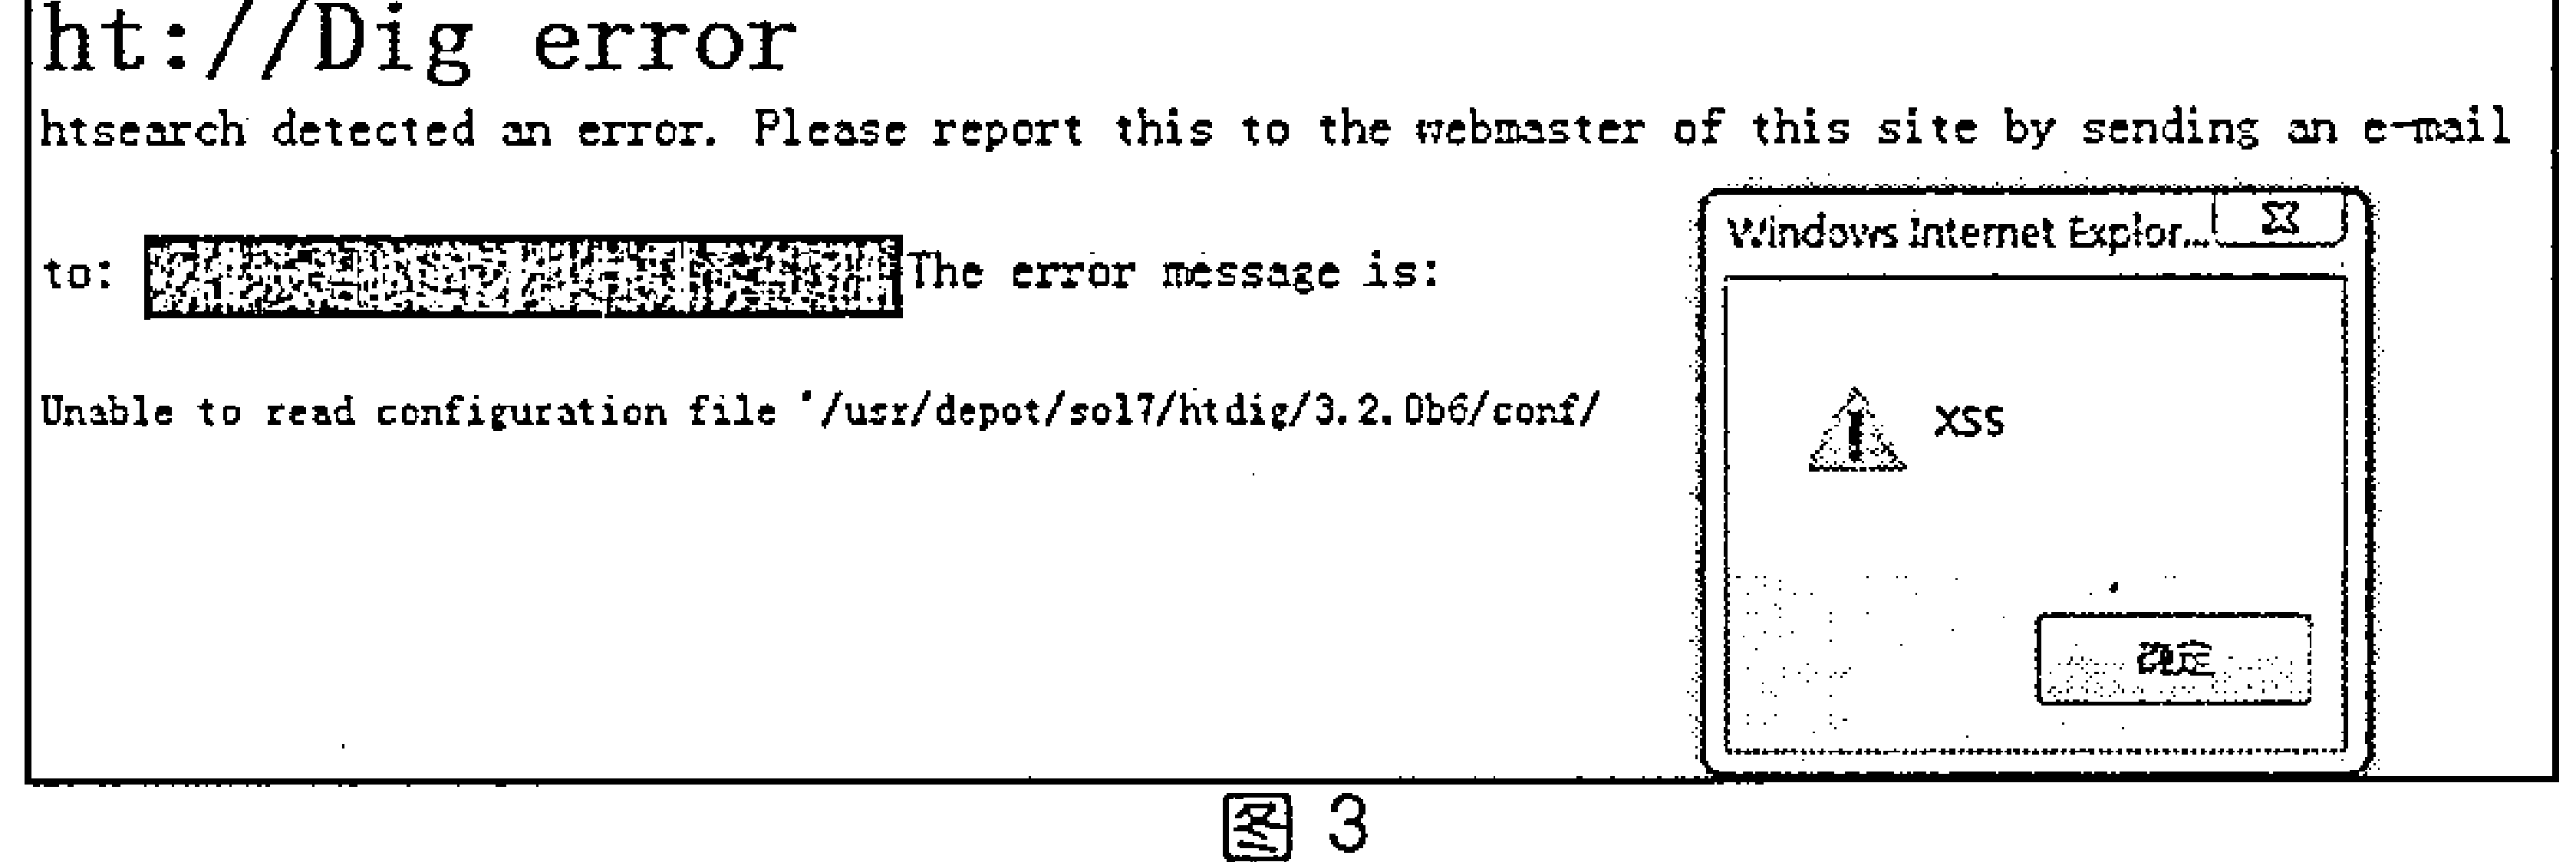 ht://Dig error
htsearch detected an error. Please report this to the webmaster of this site by sending an e-mail
to: The error message is:
Unable to read configuration file '/usr/depot/sol7/htdig/3.2.0b6/conf/
Windows Internet Explor...
XSS
确定
图 3